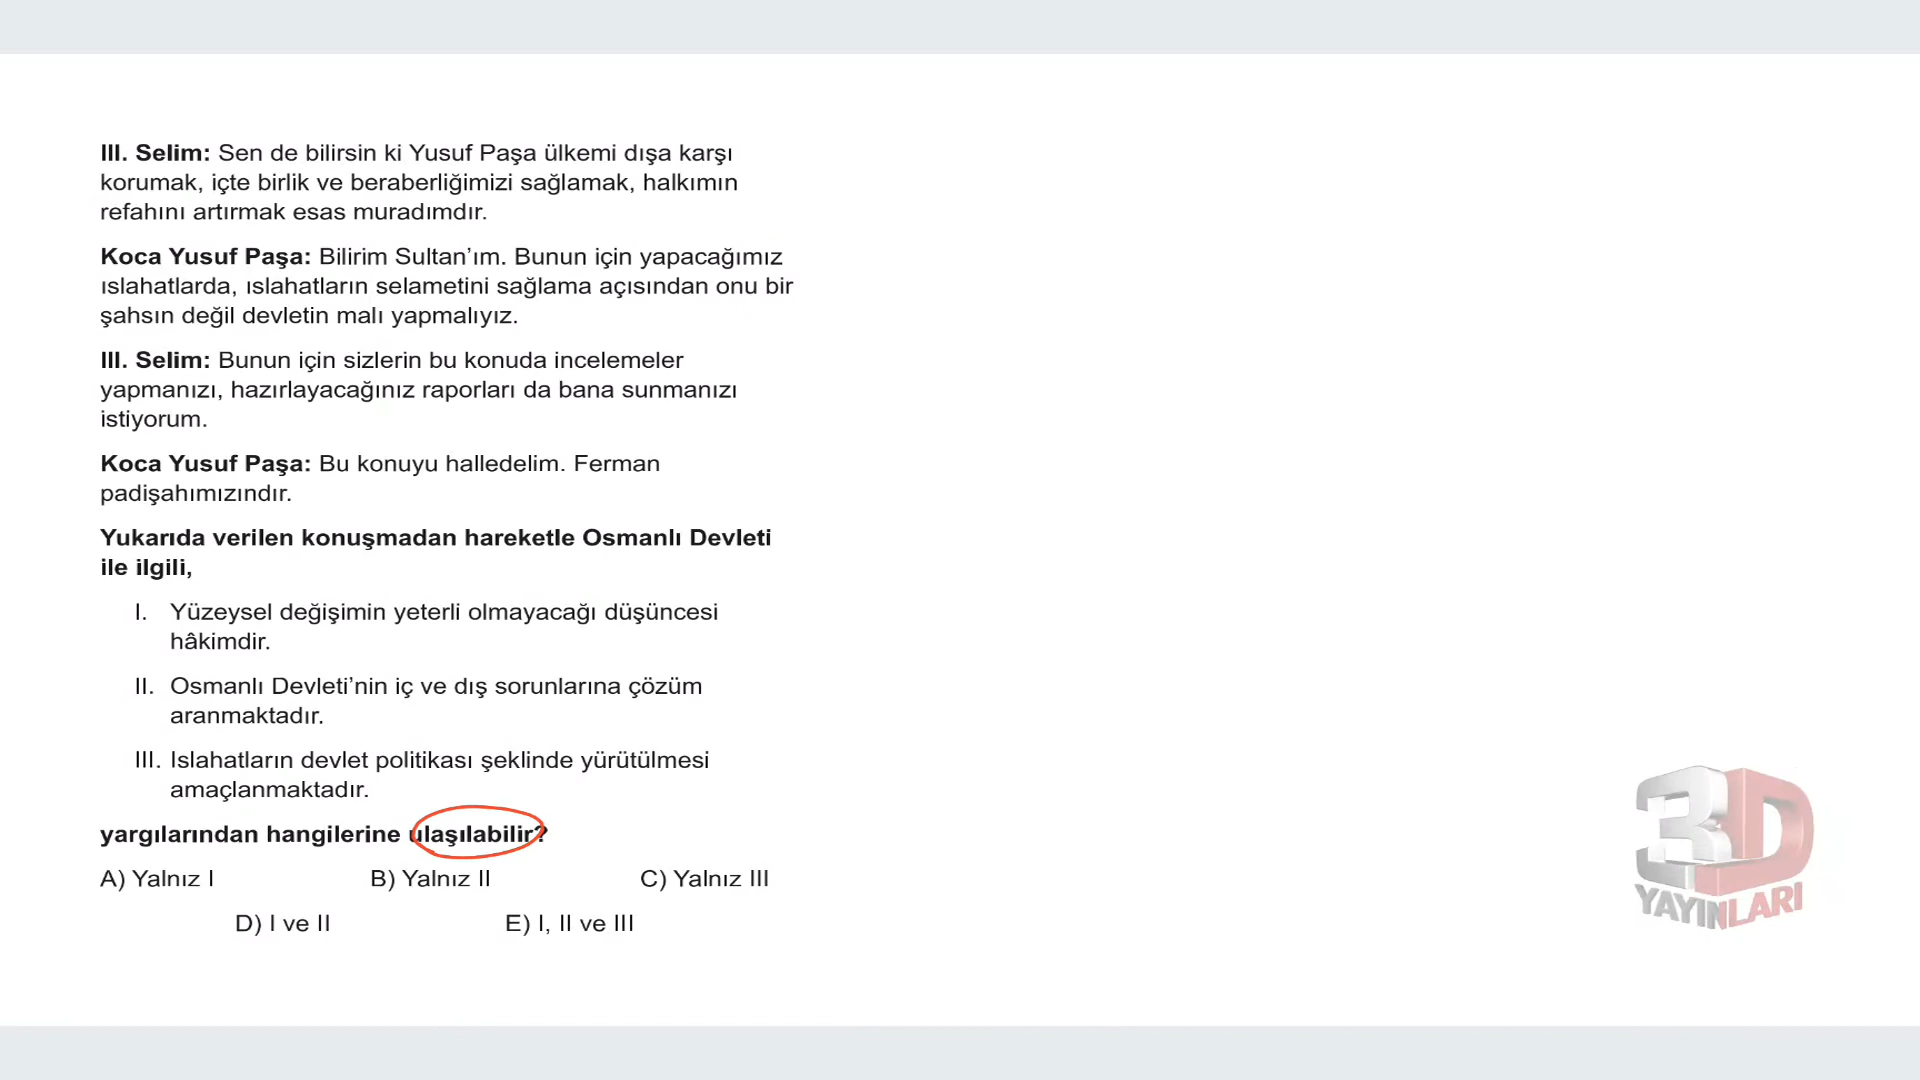 III. Selim: Sen de bilirsin ki Yusuf Paşa ülkemi dışa karşı
korumak, içte birlik ve beraberliğimizi sağlamak, halkımın
refahını artırmak esas muradımdır.
Koca Yusuf Paşa: Bilirim Sultan’ım. Bunun için yapacağımız
ıslahatlarda, ıslahatların selametini sağlama açısından onu bir
şahsın değil devletin malı yapmalıyız.
III. Selim: Bunun için sizlerin bu konuda incelemeler
yapmanızı, hazırlayacağınız raporları da bana sunmanızı
istiyorum.
Koca Yusuf Paşa: Bu konuyu halledelim. Ferman
padişahımızındır.
Yukarıda verilen konuşmadan hareketle Osmanlı Devleti
ile ilgili,
I. Yüzeysel değişimin yeterli olmayacağı düşüncesi
hâkimdir.
II. Osmanlı Devleti’nin iç ve dış sorunlarına çözüm
aranmaktadır.
III. Islahatların devlet politikası şeklinde yürütülmesi
amaçlanmaktadır.
yargılarından hangilerine ulaşılabilir?
A) Yalnız I B) Yalnız II C) Yalnız III
D) I ve II E) I, II ve III
3D
YAYINLARI